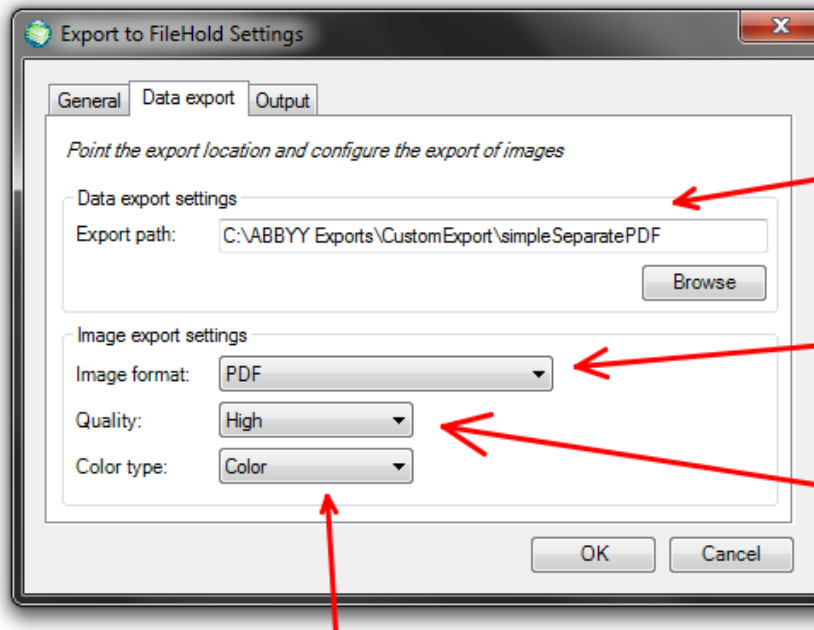 Export to FileHold Settings
General Data export Output
Point the export location and configure the export of images
Data export settings
Export path: C:\ABBYY Exports\CustomExport\simpleSeparatePDF
Browse
Image export settings
Image format: PDF
Quality: High
Color type: Color
OK Cancel